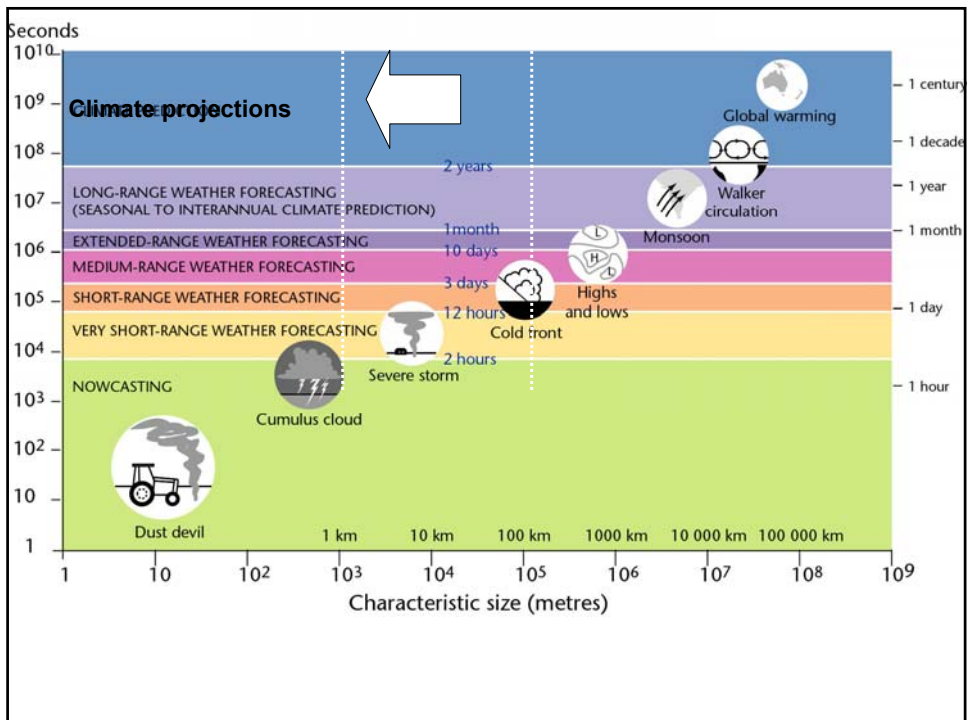 Seconds
10¹⁰
10⁹
10⁸
10⁷
10⁶
10⁵
10⁴
10³
10²
10
1
Climate projections
2 years
LONG-RANGE WEATHER FORECASTING
(SEASONAL TO INTERANNUAL CLIMATE PREDICTION)
1month
EXTENDED-RANGE WEATHER FORECASTING
10 days
MEDIUM-RANGE WEATHER FORECASTING
3 days
SHORT-RANGE WEATHER FORECASTING
12 hours
VERY SHORT-RANGE WEATHER FORECASTING
2 hours
NOWCASTING
Global warming
Walker
circulation
Monsoon
L
H
L
Highs
and lows
Cold front
Severe storm
Cumulus cloud
Dust devil
1 century
1 decade
1 year
1 month
1 day
1 hour
1 km 10 km 100 km 1000 km 10 000 km 100 000 km
1 10 10² 10³ 10⁴ 10⁵ 10⁶ 10⁷ 10⁸ 10⁹
Characteristic size (metres)